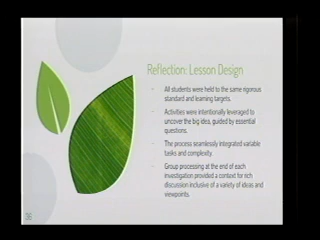 Reflection: Lesson Design
- All students were held to the same rigorous
standard and learning targets.
- Activities were intentionally leveraged to
uncover the big idea, guided by essential
questions.
- The process seamlessly integrated variable
tasks and complexity.
- Group processing at the end of each
investigation provided a context for rich
discussion inclusive of a variety of ideas and
viewpoints.